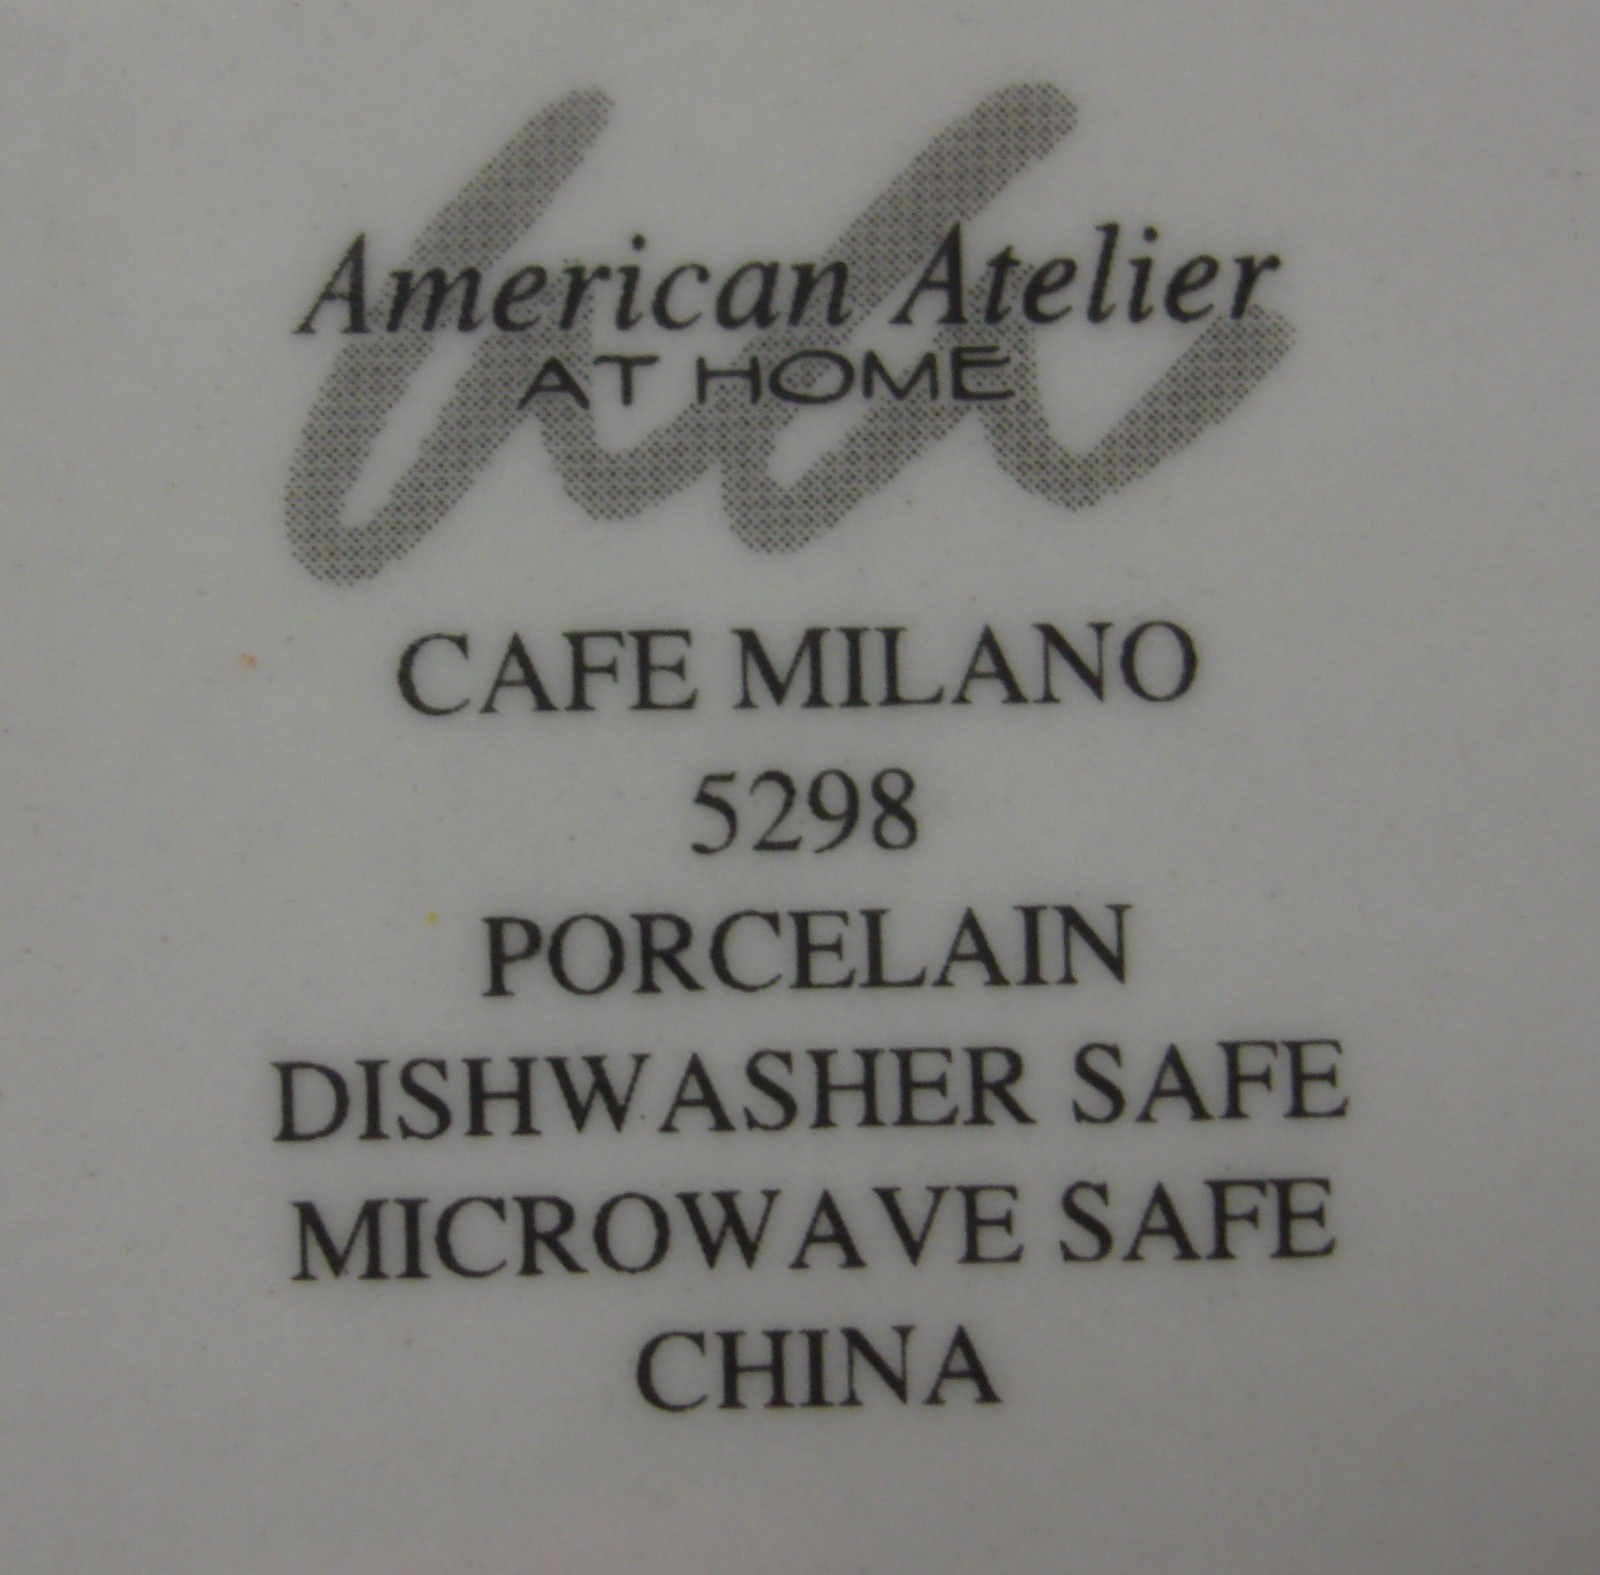 American Atelier
AT HOME
CAFE MILANO
5298
PORCELAIN
DISHWASHER SAFE
MICROWAVE SAFE
CHINA